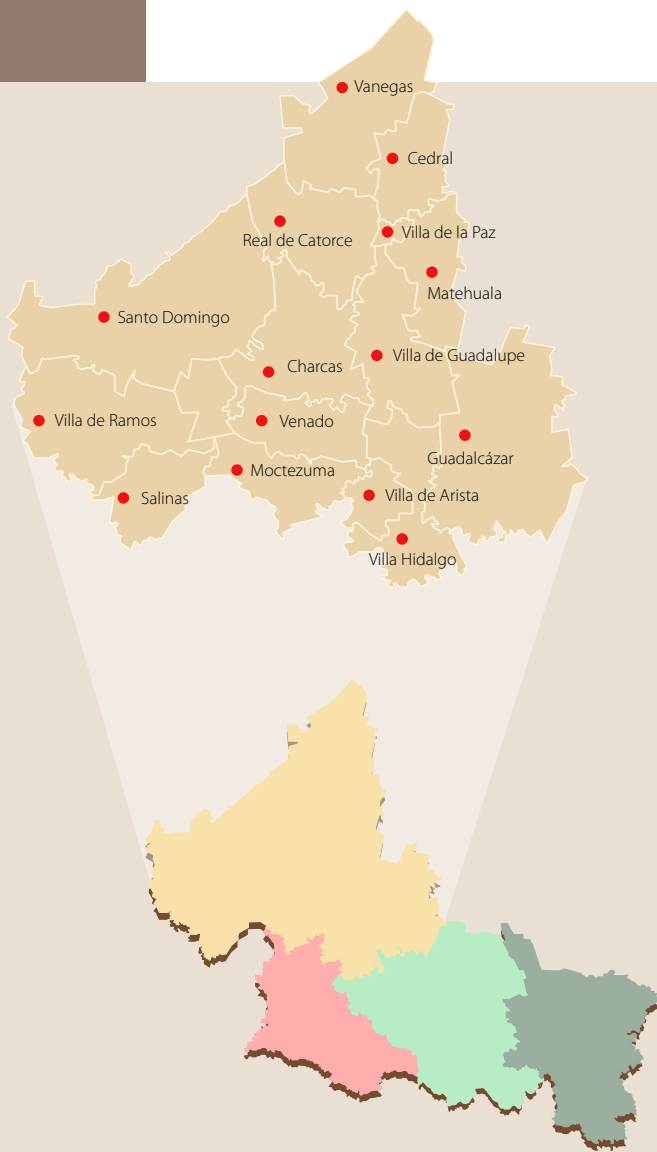 Vanegas
Cedral
Villa de la Paz
Real de Catorce
Matehuala
Santo Domingo
Villa de Guadalupe
Charcas
Villa de Ramos
Venado
Guadalcázar
Moctezuma
Villa de Arista
Salinas
Villa Hidalgo